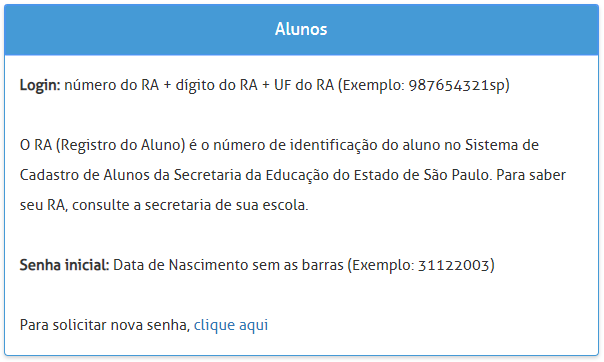 Alunos
Login: número do RA + dígito do RA + UF do RA (Exemplo: 987654321sp)
O RA (Registro do Aluno) é o número de identificação do aluno no Sistema de
Cadastro de Alunos da Secretaria da Educação do Estado de São Paulo. Para saber
seu RA, consulte a secretaria de sua escola.
Senha inicial: Data de Nascimento sem as barras (Exemplo: 31122003)
Para solicitar nova senha, clique aqui